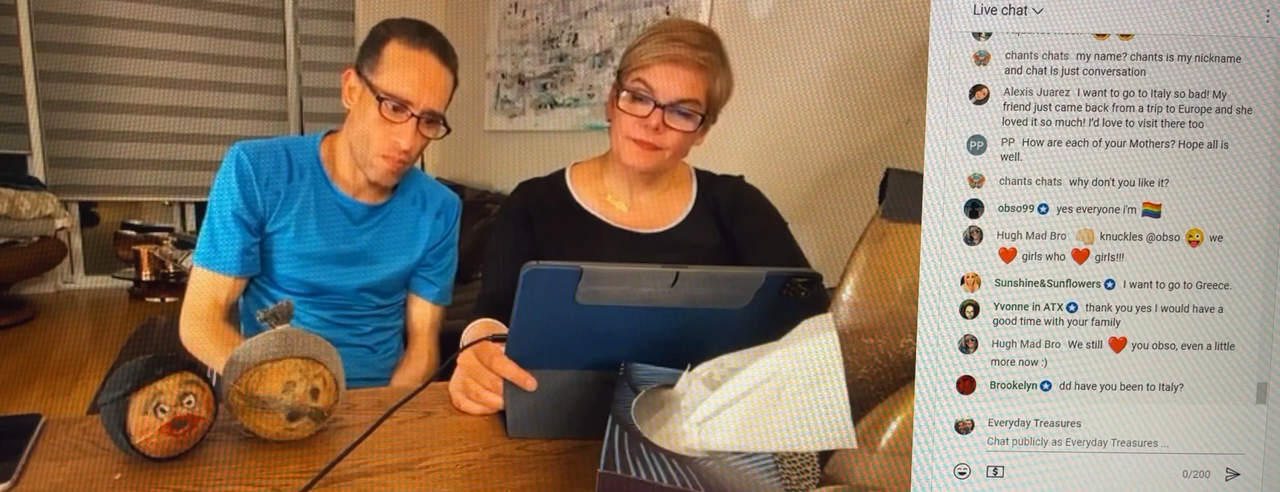 Live chat
chants chats my name? chants is my nickname
and chat is just conversation
Alexis Juarez I want to go to Italy so bad! My
friend just came back from a trip to Europe and she
loved it so much! I'd love to visit there too
PP PP How are each of your Mothers? Hope all is
well.
chants chats why don't you like it?
obso99 yes everyone i'm 🏳️‍🌈
Hugh Mad Bro 👊🏻 knuckles @obso 😜 we
❤️ girls who ❤️ girls!!!
Sunshine&Sunflowers I want to go to Greece.
Yvonne in ATX thank you yes I would have a
good time with your family
Hugh Mad Bro We still ❤️ you obso, even a little
more now :)
Brookelyn dd have you been to Italy?
Everyday Treasures
Chat publicly as Everyday Treasures ...
0/200